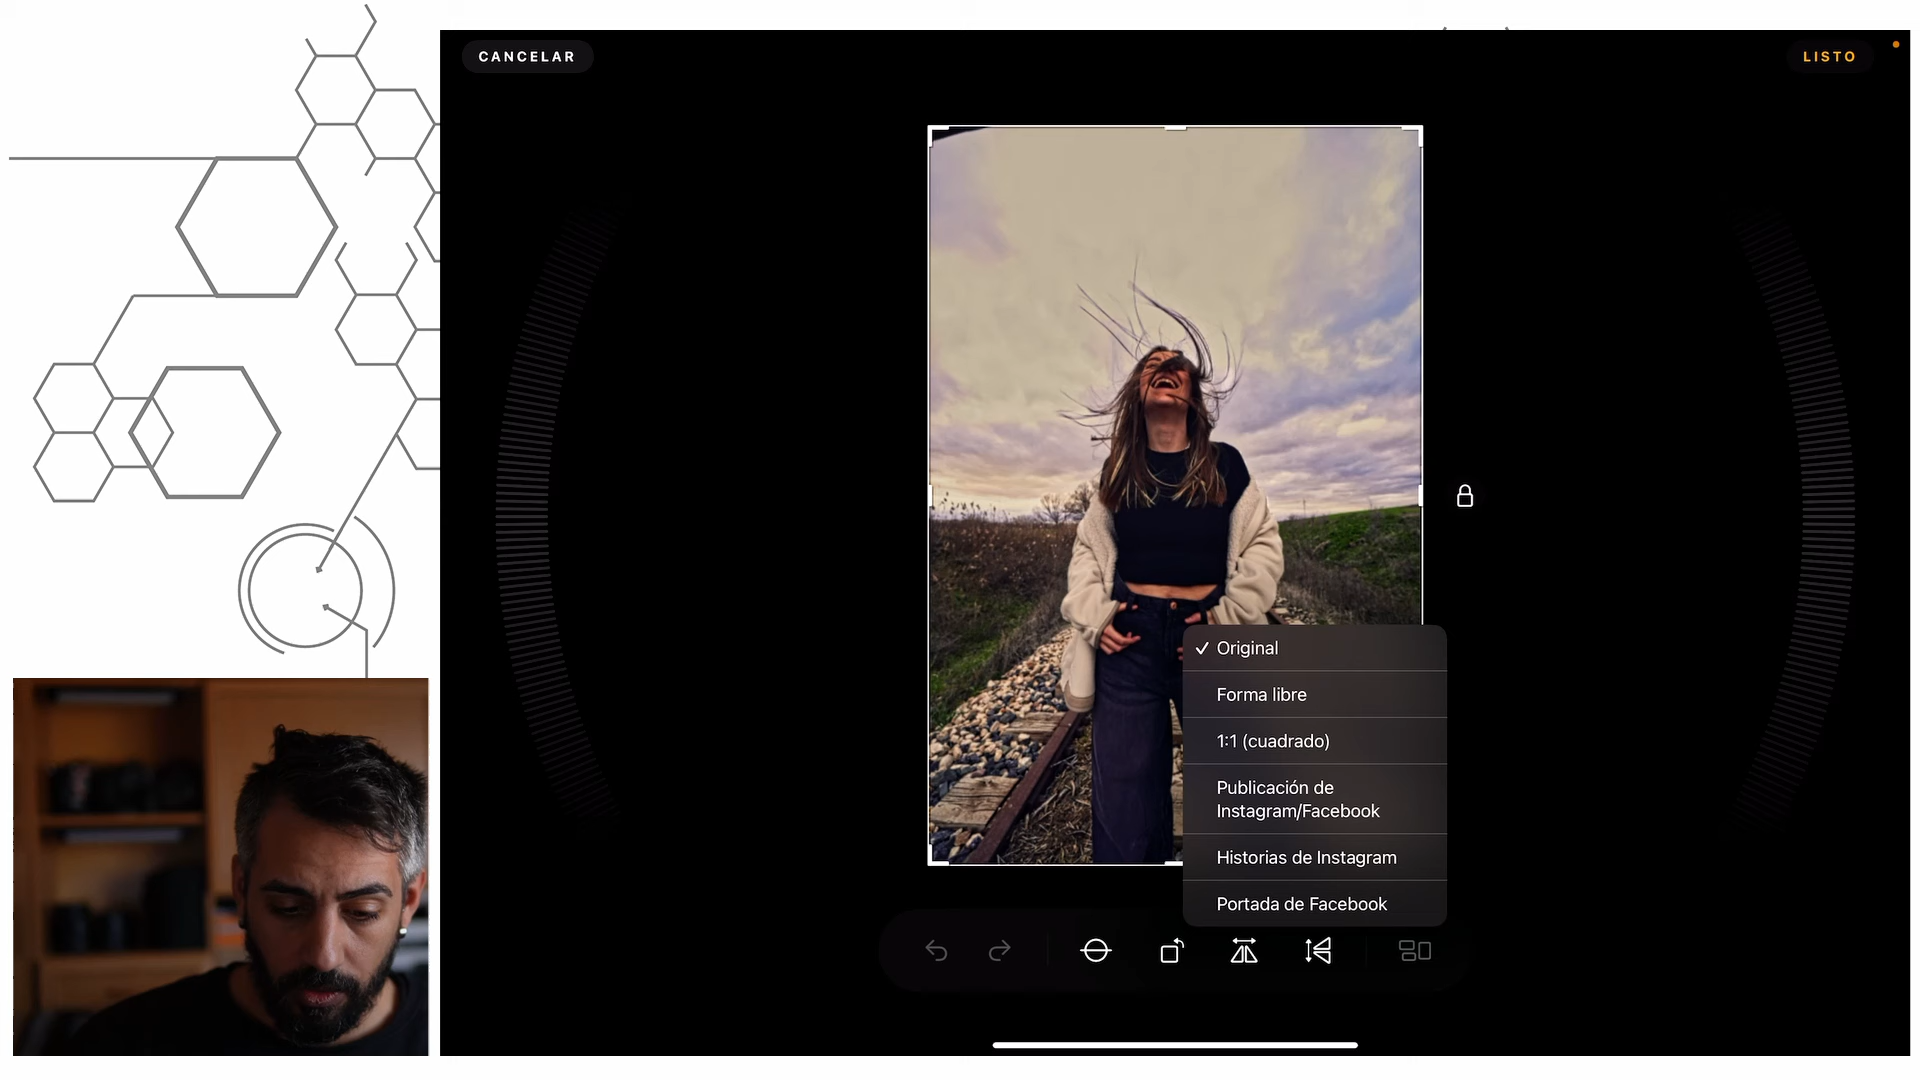 CANCELAR
LISTO
Original
Forma libre
1:1 (cuadrado)
Publicación de
Instagram/Facebook
Historias de Instagram
Portada de Facebook